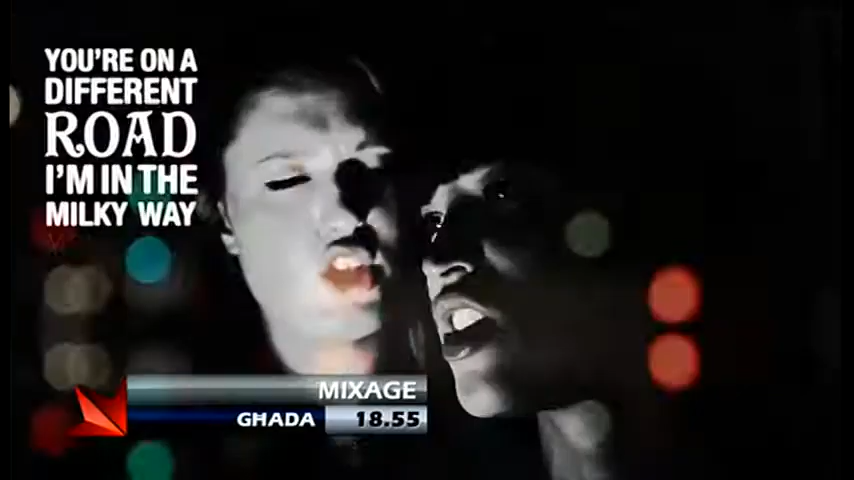 YOU'RE ON A
DIFFERENT
ROAD
I'M IN THE
MILKY WAY
MIXAGE
GHADA 18.55